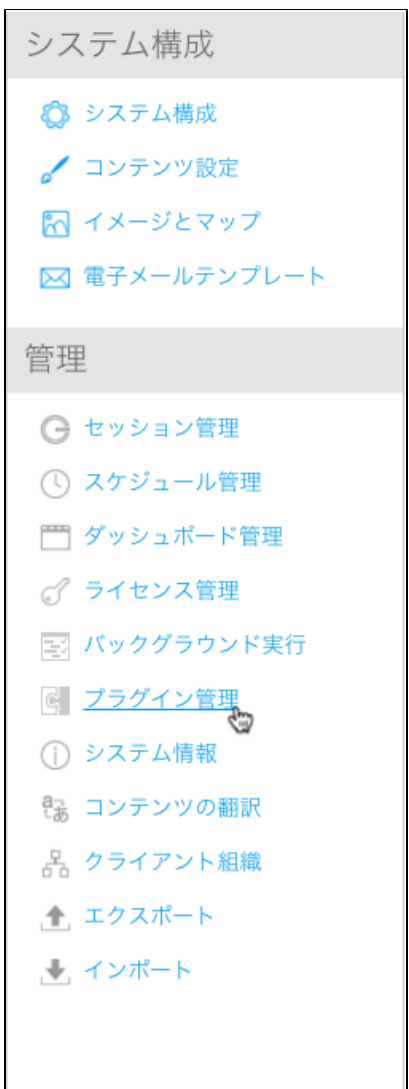 システム構成
システム構成
コンテンツ設定
イメージとマップ
電子メールテンプレート
管理
セッション管理
スケジュール管理
ダッシュボード管理
ライセンス管理
バックグラウンド実行
プラグイン管理
システム情報
コンテンツの翻訳
クライアント組織
エクスポート
インポート